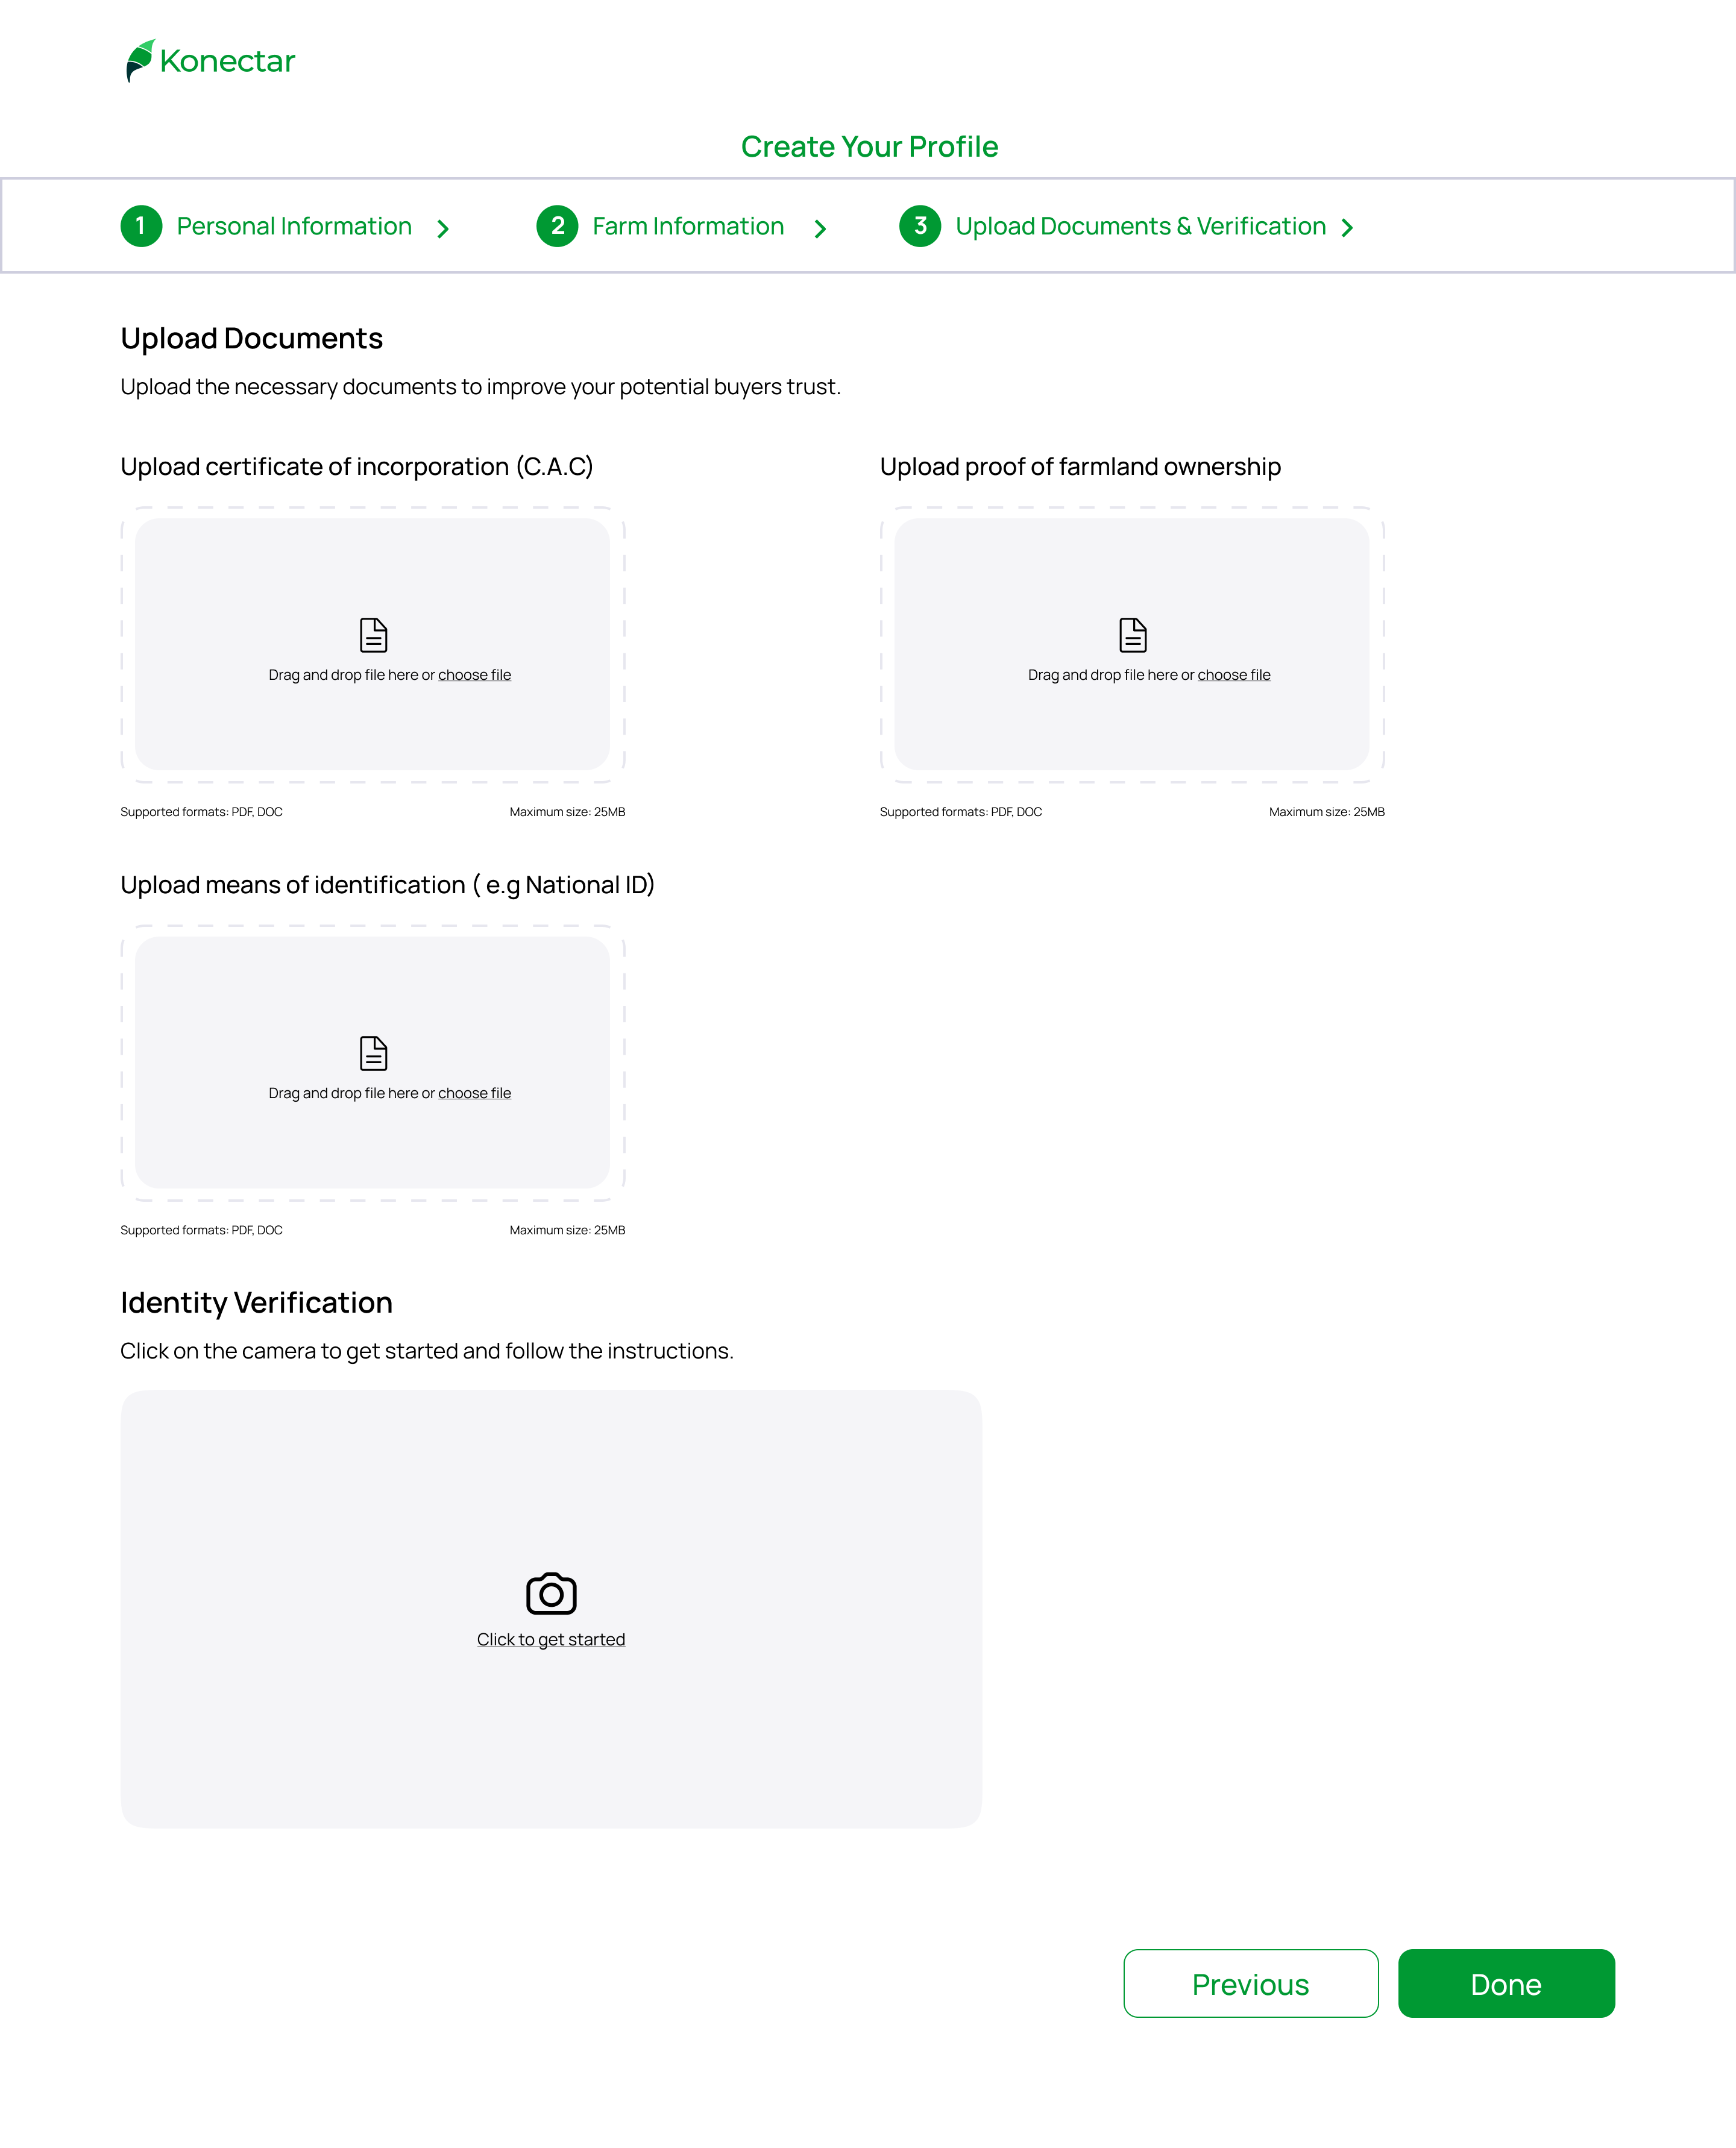 Konectar
Create Your Profile
1 Personal Information
2 Farm Information
3 Upload Documents & Verification
Upload Documents
Upload the necessary documents to improve your potential buyers trust.
Upload certificate of incorporation (C.A.C)
Upload proof of farmland ownership
Drag and drop file here or choose file
Drag and drop file here or choose file
Supported formats: PDF, DOC
Maximum size: 25MB
Supported formats: PDF, DOC
Maximum size: 25MB
Upload means of identification ( e.g National ID)
Drag and drop file here or choose file
Supported formats: PDF, DOC
Maximum size: 25MB
Identity Verification
Click on the camera to get started and follow the instructions.
Click to get started
Previous
Done